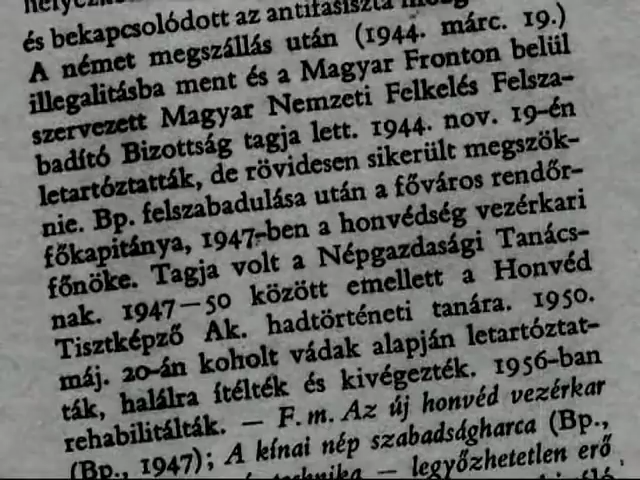 és bekapcsolódott az antifasiszta
A német megszállás után (1944. márc. 19.)
illegalitásba ment és a Magyar Fronton belül
szervezett Magyar Nemzeti Felkelés Felsza-
badító Bizottság tagja lett. 1944. nov. 19-én
letartóztatták, de rövidesen sikerült megszök-
nie. Bp. felszabadulása után a főváros rendőr-
főkapitánya, 1947-ben a honvédség vezérkari
főnöke. Tagja volt a Népgazdasági Tanács-
nak. 1947—50 között emellett a Honvéd
Tisztképző Ak. hadtörténeti tanára. 1950.
máj. 20-án koholt vádak alapján letartóztat-
ták, halálra ítélték és kivégezték. 1956-ban
rehabilitálták. — F. m. Az új honvéd vezérkar
(Bp., 1947); A kínai nép szabadságharca (Bp.,
— legyőzhetetlen erő